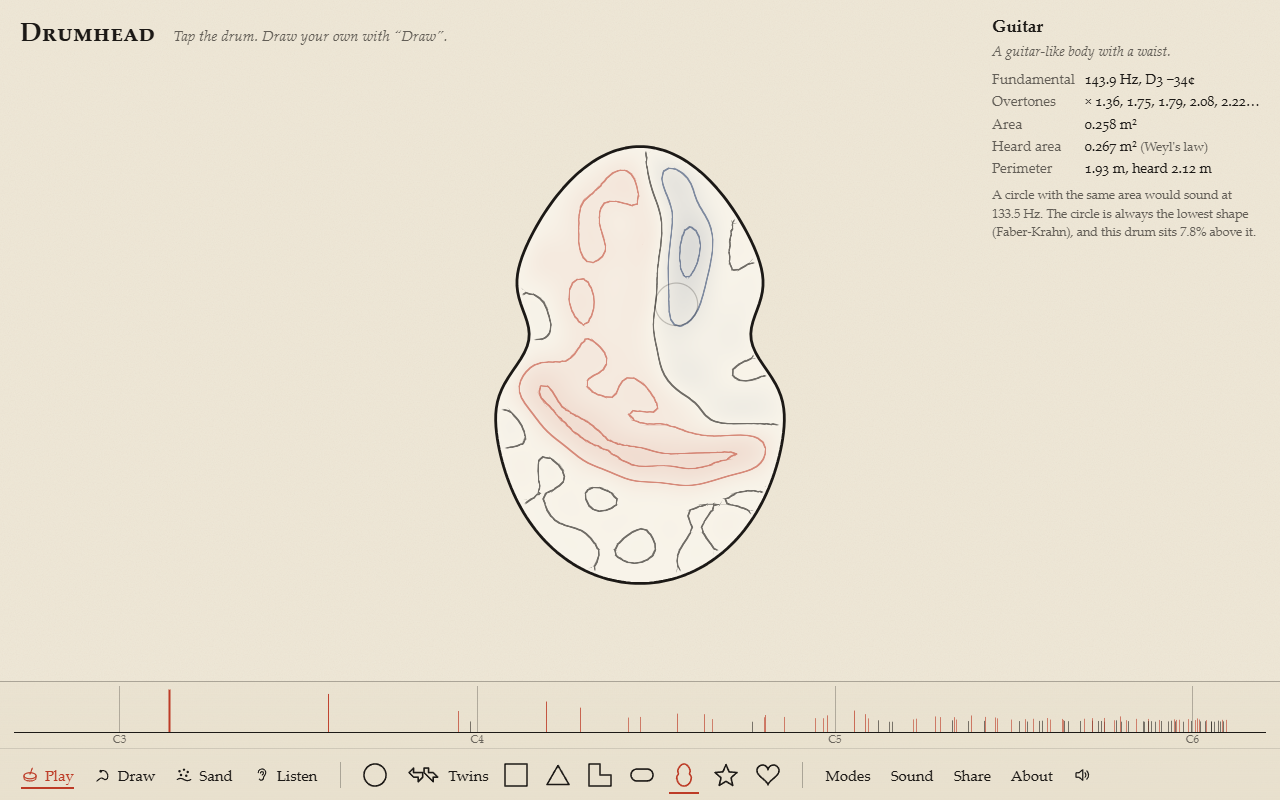 Drumhead Tap the drum. Draw your own with “Draw”.
Guitar
A guitar-like body with a waist.
Fundamental 143.9 Hz, D3 −34¢
Overtones × 1.36, 1.75, 1.79, 2.08, 2.22…
Area 0.258 m²
Heard area 0.267 m² (Weyl's law)
Perimeter 1.93 m, heard 2.12 m
A circle with the same area would sound at
133.5 Hz. The circle is always the lowest shape
(Faber-Krahn), and this drum sits 7.8% above it.
C3 C4 C5 C6
Play Draw Sand Listen Twins Modes Sound Share About